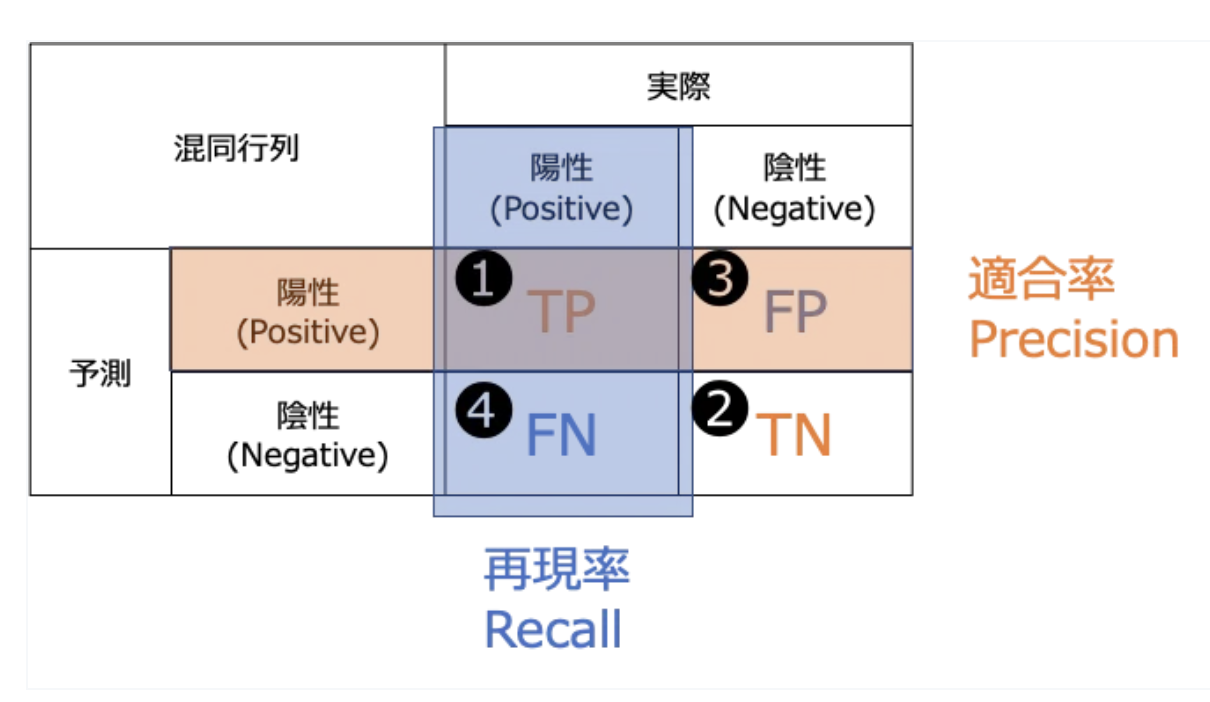 混同行列
実際
陽性
(Positive)
陰性
(Negative)
予測
陽性
(Positive)
❶ TP
❸ FP
適合率
Precision
陰性
(Negative)
❹ FN
❷ TN
再現率
Recall